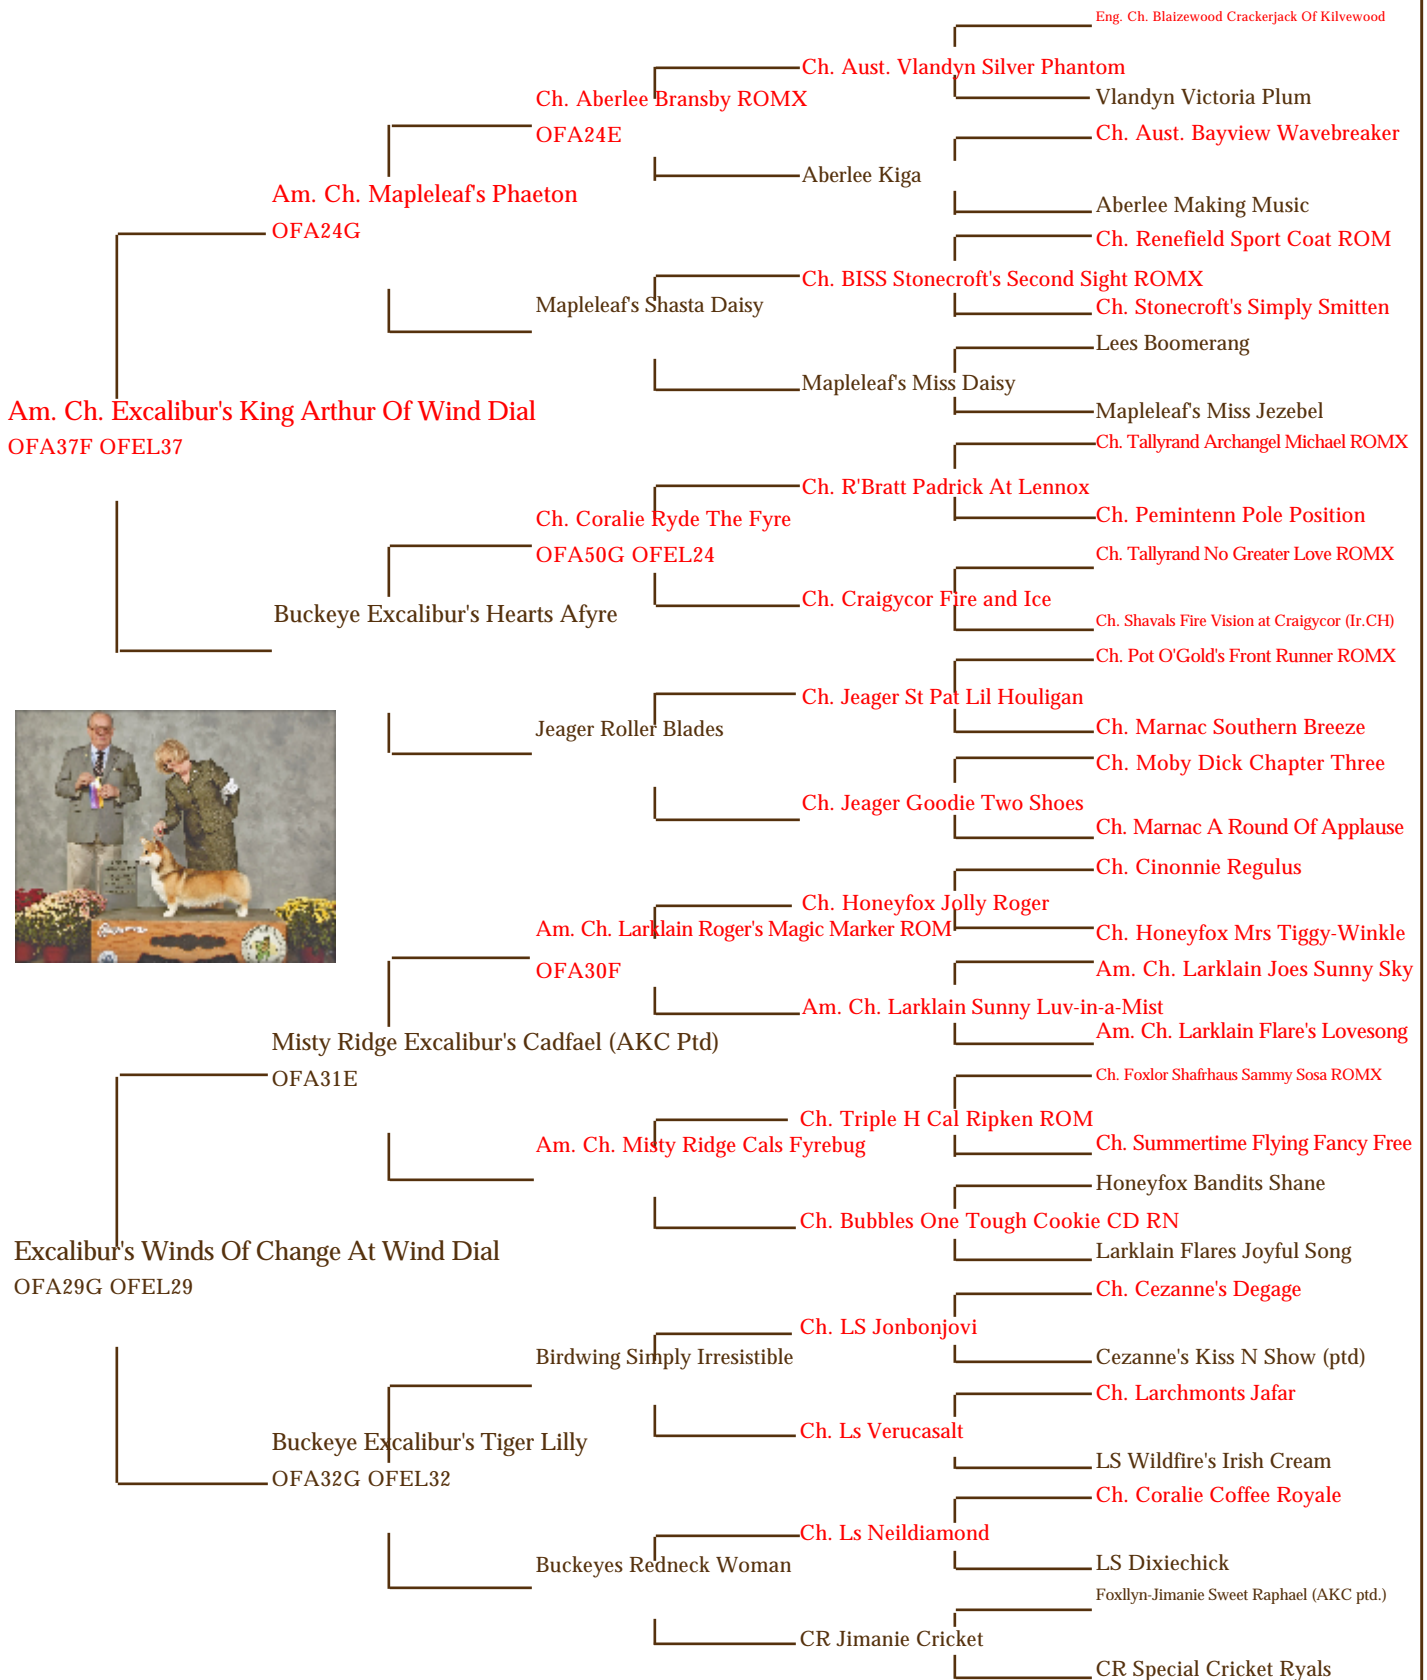 Eng. Ch. Blaizewood Crackerjack Of Kilvewood
Ch. Aust. Vlandyn Silver Phantom
Ch. Aberlee Bransby ROMX
Vlandyn Victoria Plum
OFA24E
Ch. Aust. Bayview Wavebreaker
Aberlee Kiga
Am. Ch. Mapleleaf's Phaeton
Aberlee Making Music
OFA24G
Ch. Renefield Sport Coat ROM
Ch. BISS Stonecroft's Second Sight ROMX
Mapleleaf's Shasta Daisy
Ch. Stonecroft's Simply Smitten
Lees Boomerang
Mapleleaf's Miss Daisy
Am. Ch. Excalibur's King Arthur Of Wind Dial
Mapleleaf's Miss Jezebel
OFA37F OFEL37
Ch. Tallyrand Archangel Michael ROMX
Ch. R'Bratt Padrick At Lennox
Ch. Coralie Ryde The Fyre
Ch. Pemintenn Pole Position
OFA50G OFEL24
Ch. Tallyrand No Greater Love ROMX
Ch. Craigycor Fire and Ice
Buckeye Excalibur's Hearts Afyre
Ch. Shavals Fire Vision at Craigycor (Ir.CH)
Ch. Pot O'Gold's Front Runner ROMX
Ch. Jeager St Pat Lil Houligan
Jeager Roller Blades
Ch. Marnac Southern Breeze
Ch. Moby Dick Chapter Three
Ch. Jeager Goodie Two Shoes
Ch. Marnac A Round Of Applause
Ch. Cinonnie Regulus
Ch. Honeyfox Jolly Roger
Am. Ch. Larklain Roger's Magic Marker ROM
Ch. Honeyfox Mrs Tiggy-Winkle
OFA30F
Am. Ch. Larklain Joes Sunny Sky
Am. Ch. Larklain Sunny Luv-in-a-Mist
Am. Ch. Larklain Flare's Lovesong
Misty Ridge Excalibur's Cadfael (AKC Ptd)
OFA31E
Ch. Foxlor Shafrhaus Sammy Sosa ROMX
Ch. Triple H Cal Ripken ROM
Am. Ch. Misty Ridge Cals Fyrebug
Ch. Summertime Flying Fancy Free
Honeyfox Bandits Shane
Ch. Bubbles One Tough Cookie CD RN
Excalibur's Winds Of Change At Wind Dial
Larklain Flares Joyful Song
OFA29G OFEL29
Ch. Cezanne's Degage
Ch. LS Jonbonjovi
Birdwing Simply Irresistible
Cezanne's Kiss N Show (ptd)
Ch. Larchmonts Jafar
Ch. Ls Verucasalt
Buckeye Excalibur's Tiger Lilly
LS Wildfire's Irish Cream
OFA32G OFEL32
Ch. Coralie Coffee Royale
Ch. Ls Neildiamond
Buckeyes Redneck Woman
LS Dixiechick
Foxllyn-Jimanie Sweet Raphael (AKC ptd.)
CR Jimanie Cricket
CR Special Cricket Ryals